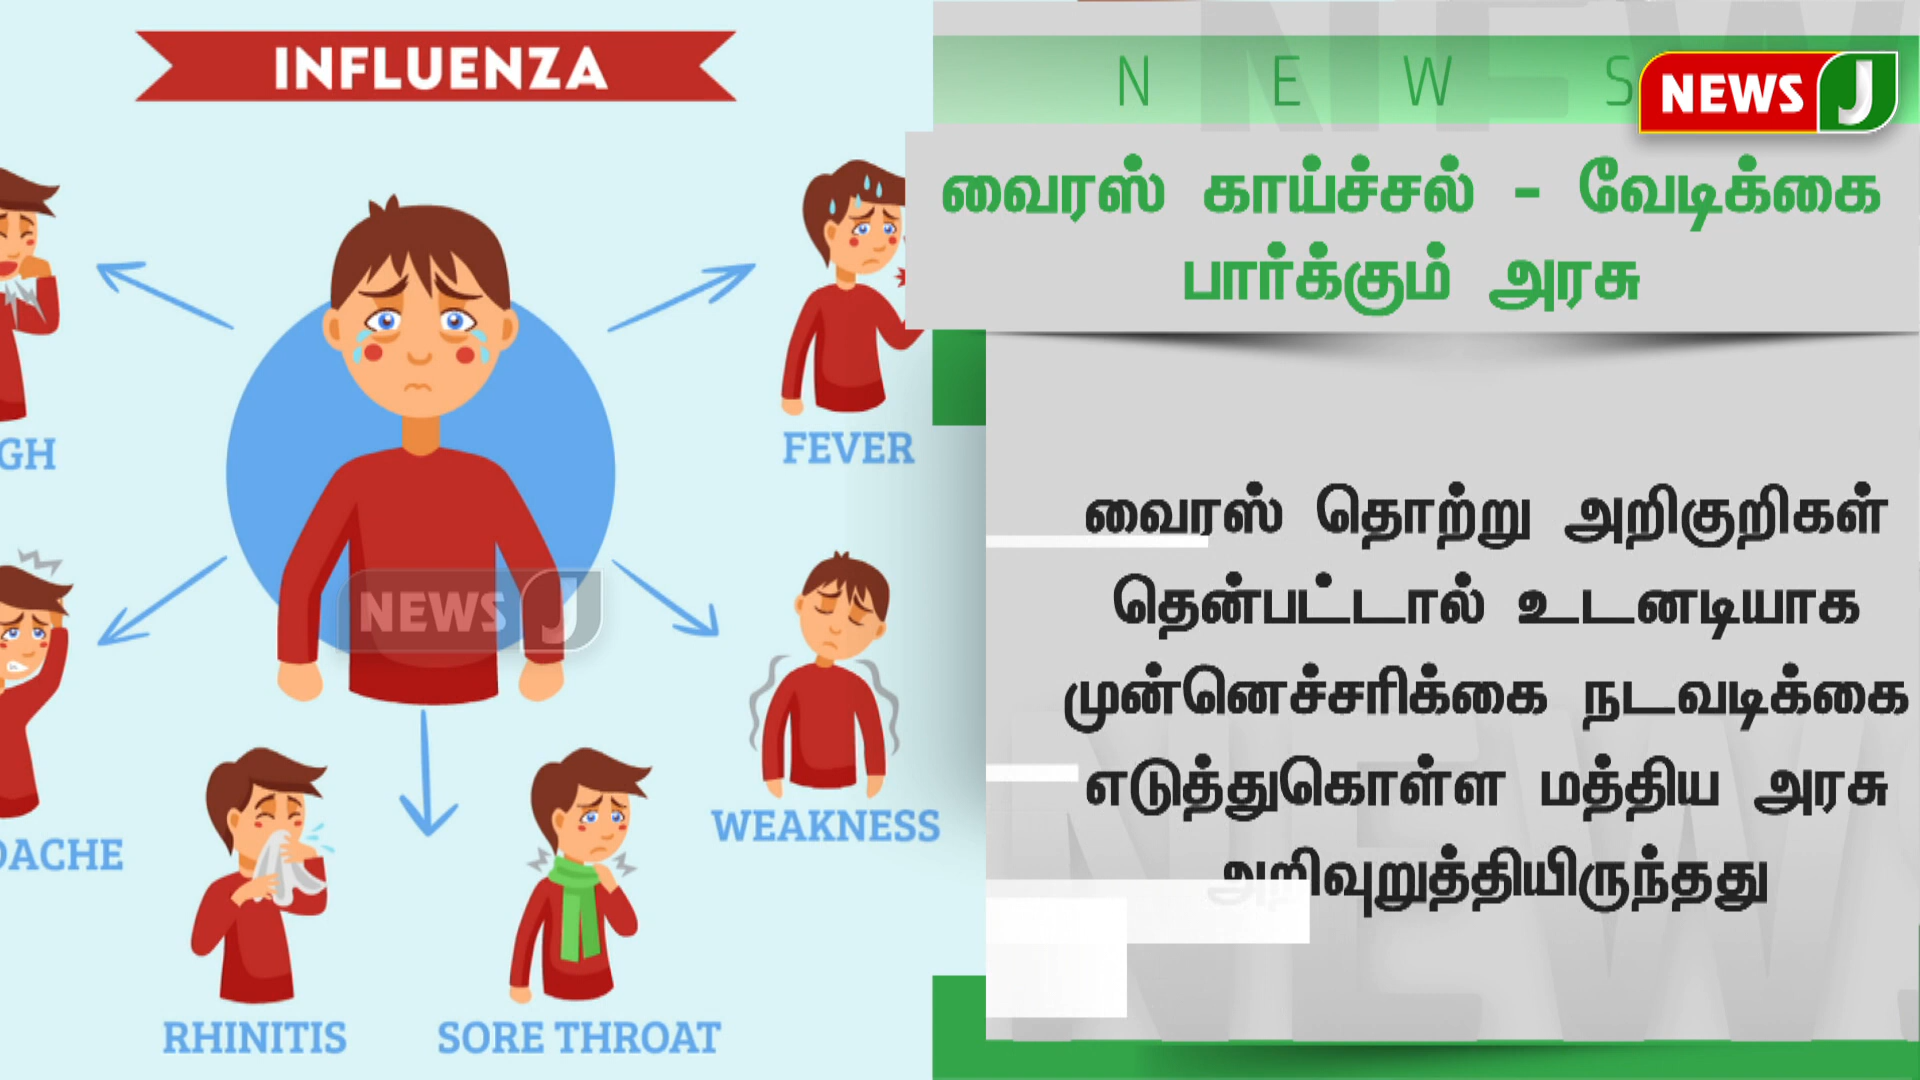 INFLUENZA
GH
FEVER
DACHE
WEAKNESS
RHINITIS
SORE THROAT
NEWS J
N E W S
NEWS J
வைரஸ் காய்ச்சல் - வேடிக்கை
பார்க்கும் அரசு
வைரஸ் தொற்று அறிகுறிகள்
தென்பட்டால் உடனடியாக
முன்னெச்சரிக்கை நடவடிக்கை
எடுத்துகொள்ள மத்திய அரசு
அறிவுறுத்தியிருந்தது